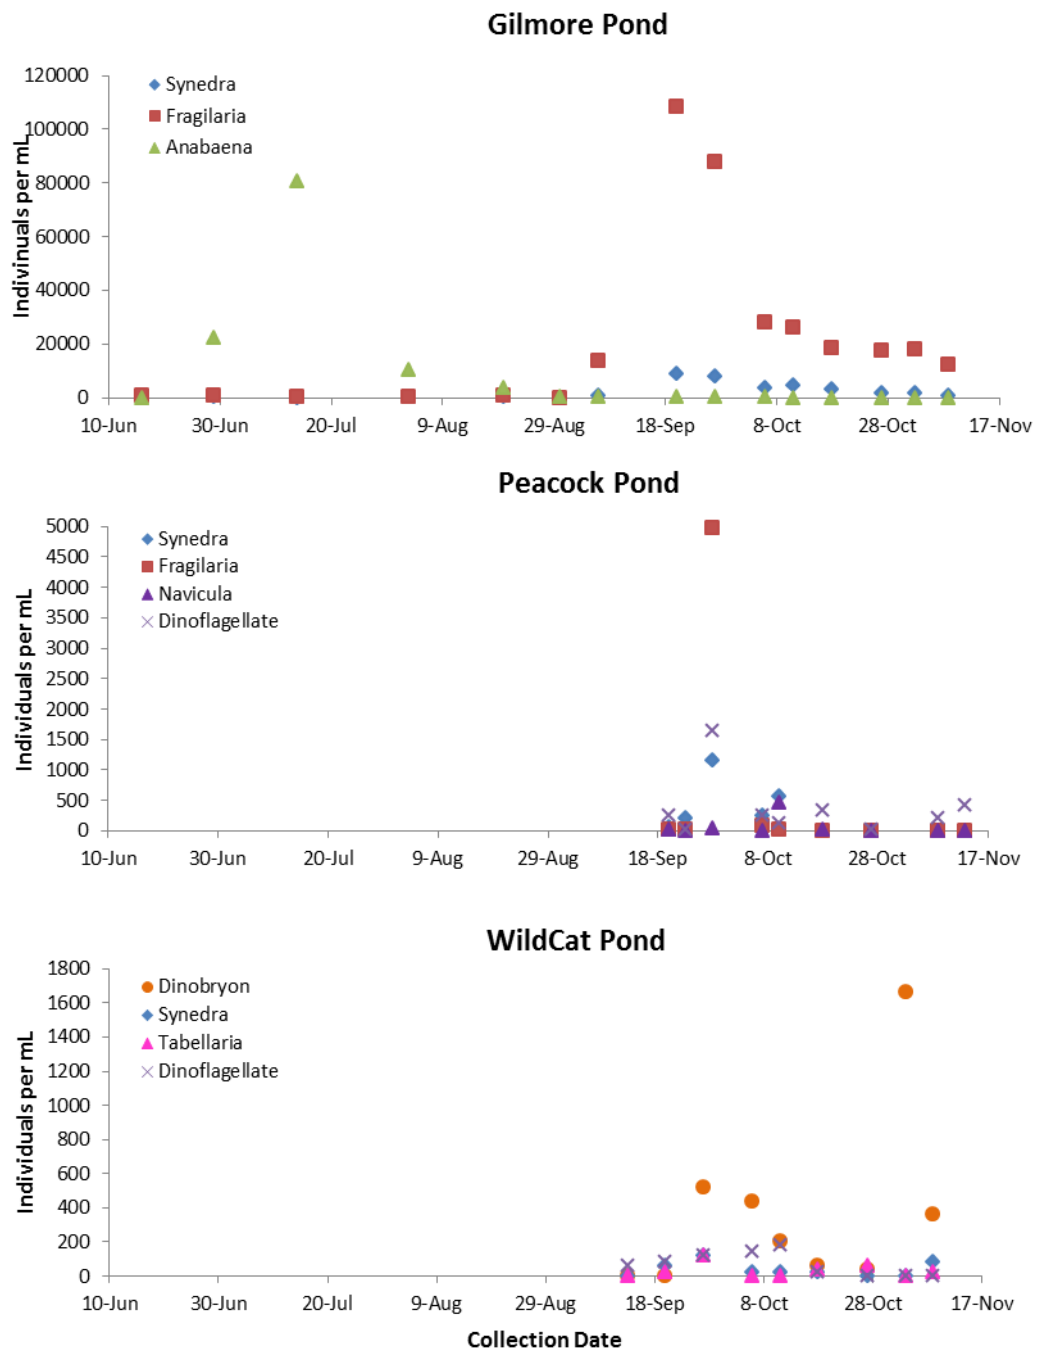 Gilmore Pond
120000
100000
80000
60000
40000
20000
0
Indivinuals per mL
Synedra
Fragilaria
Anabaena
10-Jun 30-Jun 20-Jul 9-Aug 29-Aug 18-Sep 8-Oct 28-Oct 17-Nov
Peacock Pond
5000
4500
4000
3500
3000
2500
2000
1500
1000
500
0
Individuals per mL
Synedra
Fragilaria
Navicula
Dinoflagellate
10-Jun 30-Jun 20-Jul 9-Aug 29-Aug 18-Sep 8-Oct 28-Oct 17-Nov
WildCat Pond
1800
1600
1400
1200
1000
800
600
400
200
0
Individuals per mL
Dinobryon
Synedra
Tabellaria
Dinoflagellate
10-Jun 30-Jun 20-Jul 9-Aug 29-Aug 18-Sep 8-Oct 28-Oct 17-Nov
Collection Date